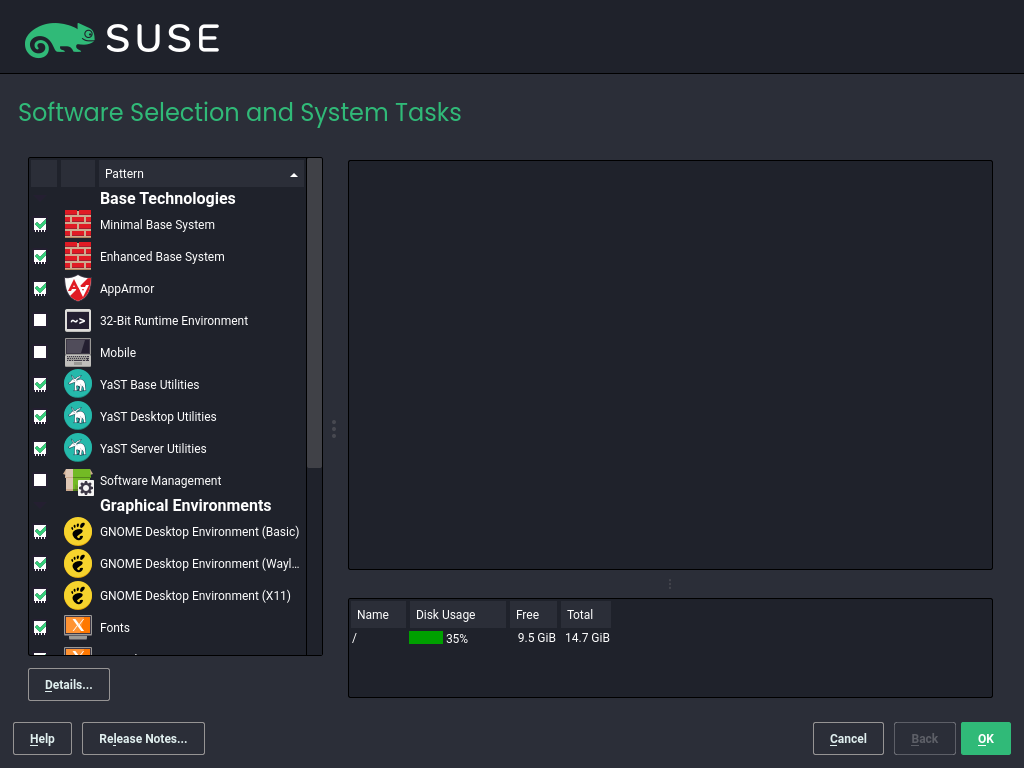 SUSE
Software Selection and System Tasks
Pattern
Base Technologies
Minimal Base System
Enhanced Base System
AppArmor
~> 32-Bit Runtime Environment
Mobile
YaST Base Utilities
YaST Desktop Utilities
YaST Server Utilities
Software Management
Graphical Environments
GNOME Desktop Environment (Basic)
GNOME Desktop Environment (Wayl...
GNOME Desktop Environment (X11)
X Fonts
Name Disk Usage Free Total
/ 35% 9.5 GiB 14.7 GiB
Details...
Help Release Notes... Cancel Back OK